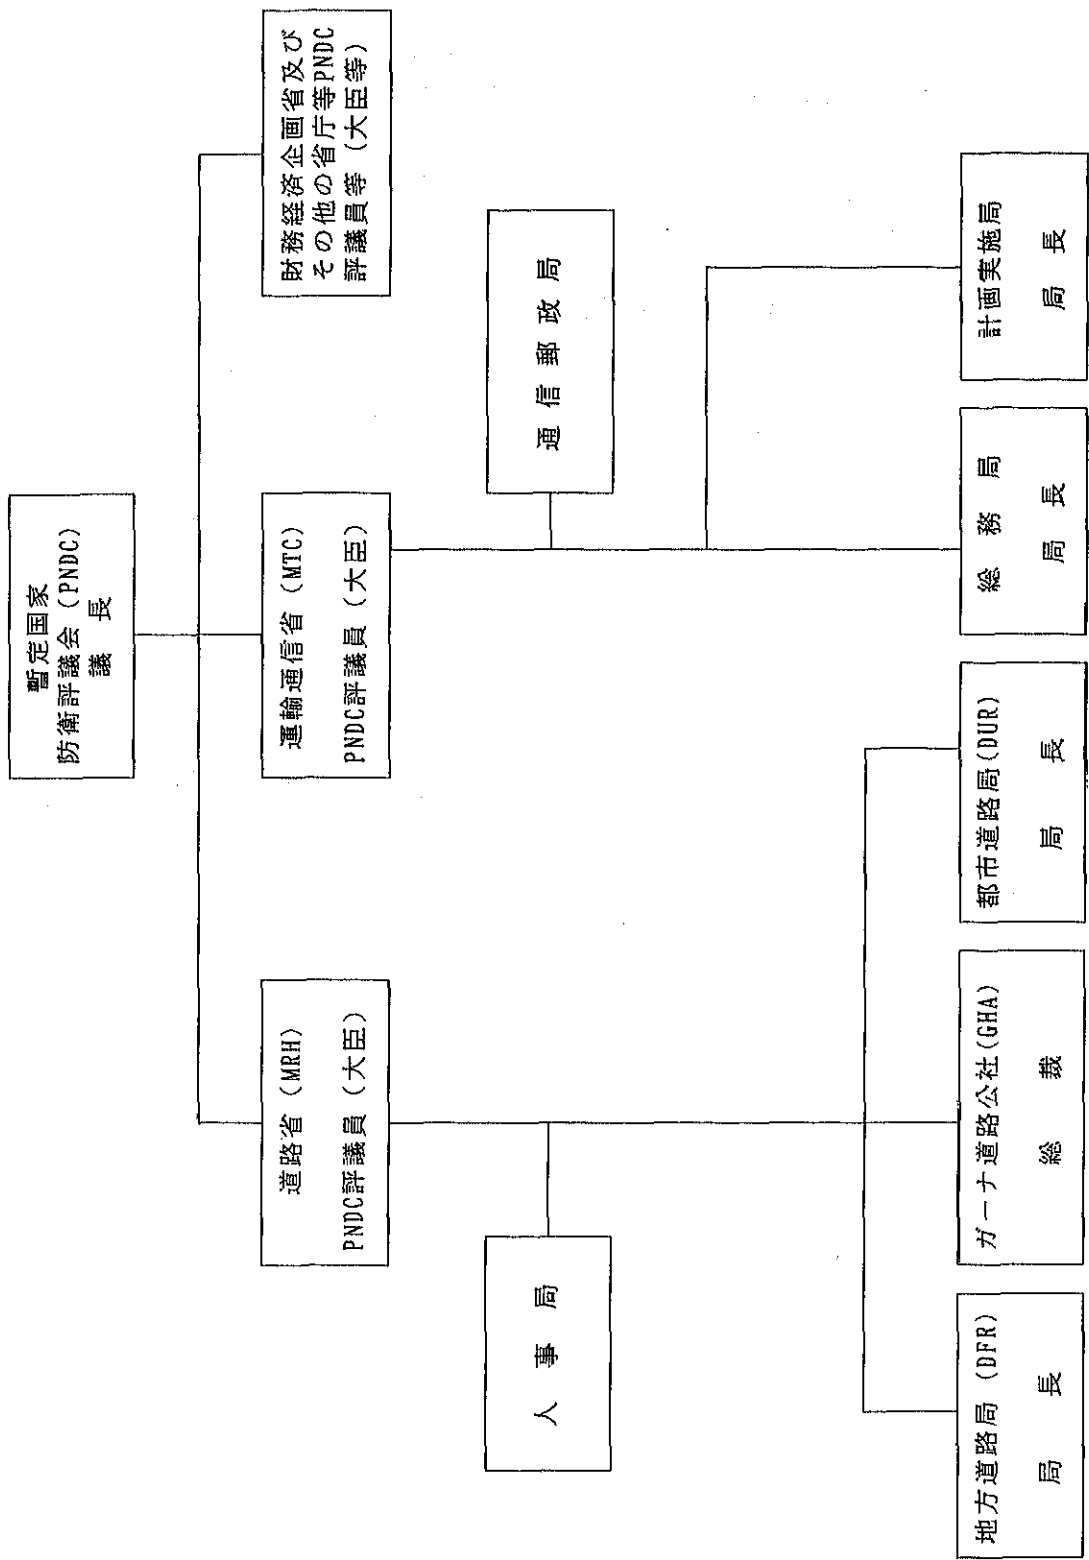 暫定国家
防衛評議会(PNDC)
議長
道路省(MRH)
PNDC評議員(大臣)
運輸通信省(MTC)
PNDC評議員(大臣)
財務経済企画省及び
その他の省庁等PNDC
評議員等(大臣等)
人事局
通信郵政局
地方道路局(DFR)
局長
ガーナ道路公社(GHA)
総裁
都市道路局(DUR)
局長
総務局
局長
計画実施局
局長